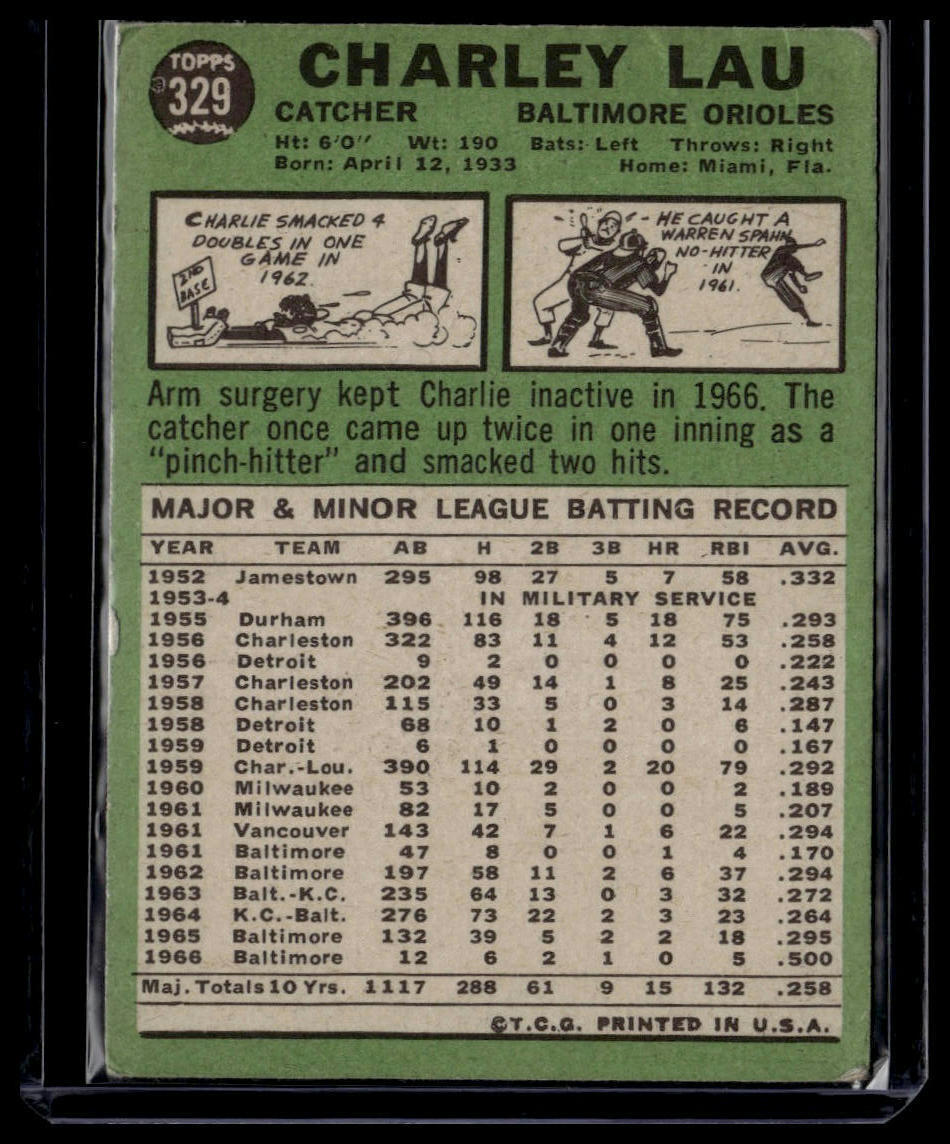 TOPPS
329
CHARLEY LAU
CATCHER BALTIMORE ORIOLES
Ht: 6'0" Wt: 190 Bats: Left Throws: Right
Born: April 12, 1933 Home: Miami, Fla.
CHARLIE SMACKED 4
DOUBLES IN ONE
GAME IN
1962.
2ND
BASE
HE CAUGHT A
WARREN SPAHN
NO-HITTER
IN
1961.
Arm surgery kept Charlie inactive in 1966. The
catcher once came up twice in one inning as a
"pinch-hitter" and smacked two hits.
MAJOR & MINOR LEAGUE BATTING RECORD
YEAR TEAM AB H 2B 3B HR RBI AVG.
1952 Jamestown 295 98 27 5 7 58 .332
1953-4 IN MILITARY SERVICE
1955 Durham 396 116 18 5 18 75 .293
1956 Charleston 322 83 11 4 12 53 .258
1956 Detroit 9 2 0 0 0 0 .222
1957 Charleston 202 49 14 1 8 25 .243
1958 Charleston 115 33 5 0 3 14 .287
1958 Detroit 68 10 1 2 0 6 .147
1959 Detroit 6 1 0 0 0 0 .167
1959 Char.-Lou. 390 114 29 2 20 79 .292
1960 Milwaukee 53 10 2 0 0 2 .189
1961 Milwaukee 82 17 5 0 0 5 .207
1961 Vancouver 143 42 7 1 6 22 .294
1961 Baltimore 47 8 0 0 1 4 .170
1962 Baltimore 197 58 11 2 6 37 .294
1963 Balt.-K.C. 235 64 13 0 3 32 .272
1964 K.C.-Balt. 276 73 22 2 3 23 .264
1965 Baltimore 132 39 5 2 2 18 .295
1966 Baltimore 12 6 2 1 0 5 .500
Maj. Totals 10 Yrs. 1117 288 61 9 15 132 .258
©T.C.G. PRINTED IN U.S.A.